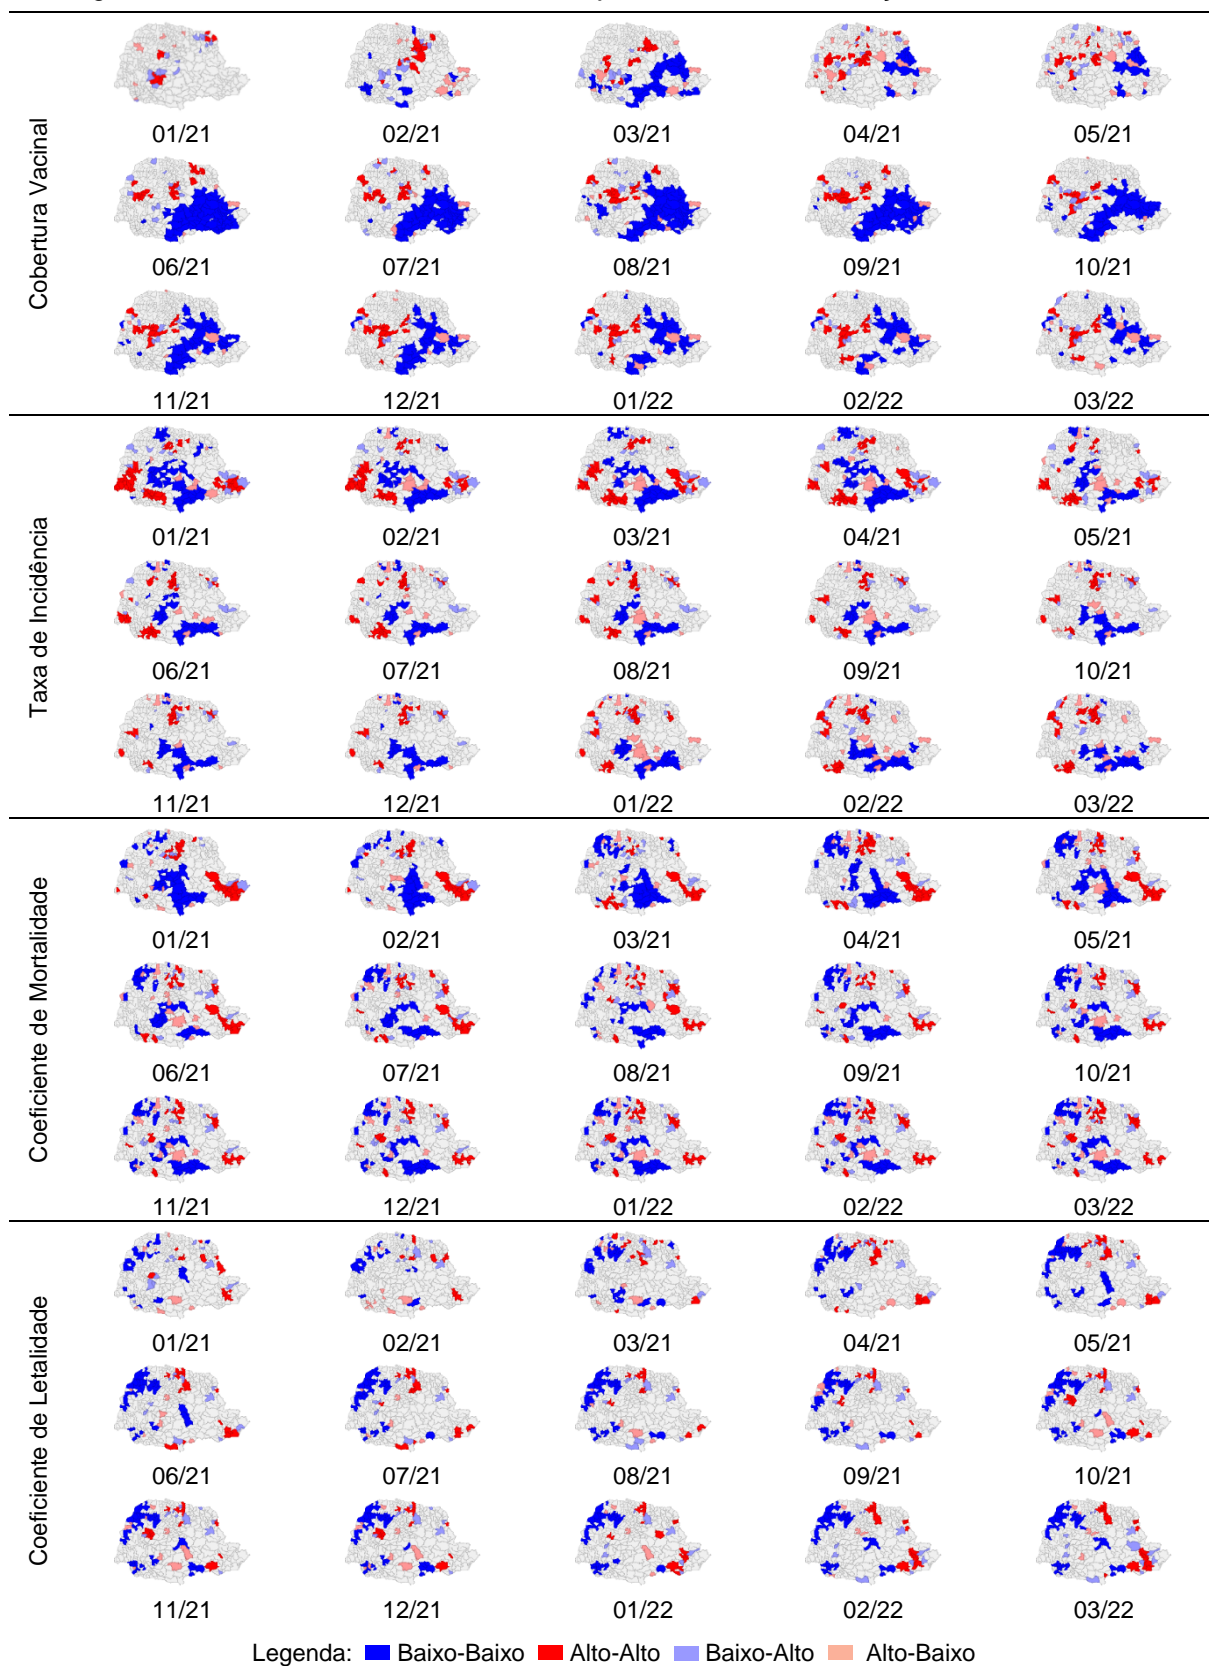 Cobertura Vacinal
01/21 02/21 03/21 04/21 05/21
06/21 07/21 08/21 09/21 10/21
11/21 12/21 01/22 02/22 03/22
Taxa de Incidência
01/21 02/21 03/21 04/21 05/21
06/21 07/21 08/21 09/21 10/21
11/21 12/21 01/22 02/22 03/22
Coeficiente de Mortalidade
01/21 02/21 03/21 04/21 05/21
06/21 07/21 08/21 09/21 10/21
11/21 12/21 01/22 02/22 03/22
Coeficiente de Letalidade
01/21 02/21 03/21 04/21 05/21
06/21 07/21 08/21 09/21 10/21
11/21 12/21 01/22 02/22 03/22
Legenda: Baixo-Baixo Alto-Alto Baixo-Alto Alto-Baixo